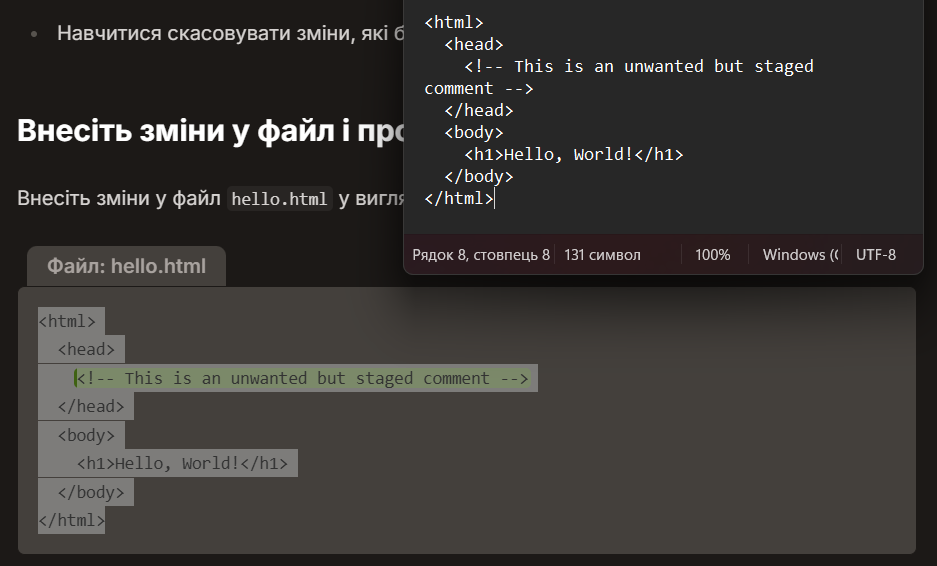 Навчитися скасовувати зміни, які
Внесіть зміни у файл і
Внесіть зміни у файл hello.html у
Файл: hello.html
<html>
<head>
<!-- This is an unwanted but staged comment -->
</head>
<body>
<h1>Hello, World!</h1>
</body>
</html>
<html>
<head>
<!-- This is an unwanted but staged
comment -->
</head>
<body>
<h1>Hello, World!</h1>
</body>
</html>
Рядок 8, стовпець 8 131 символ 100% Windows UTF-8